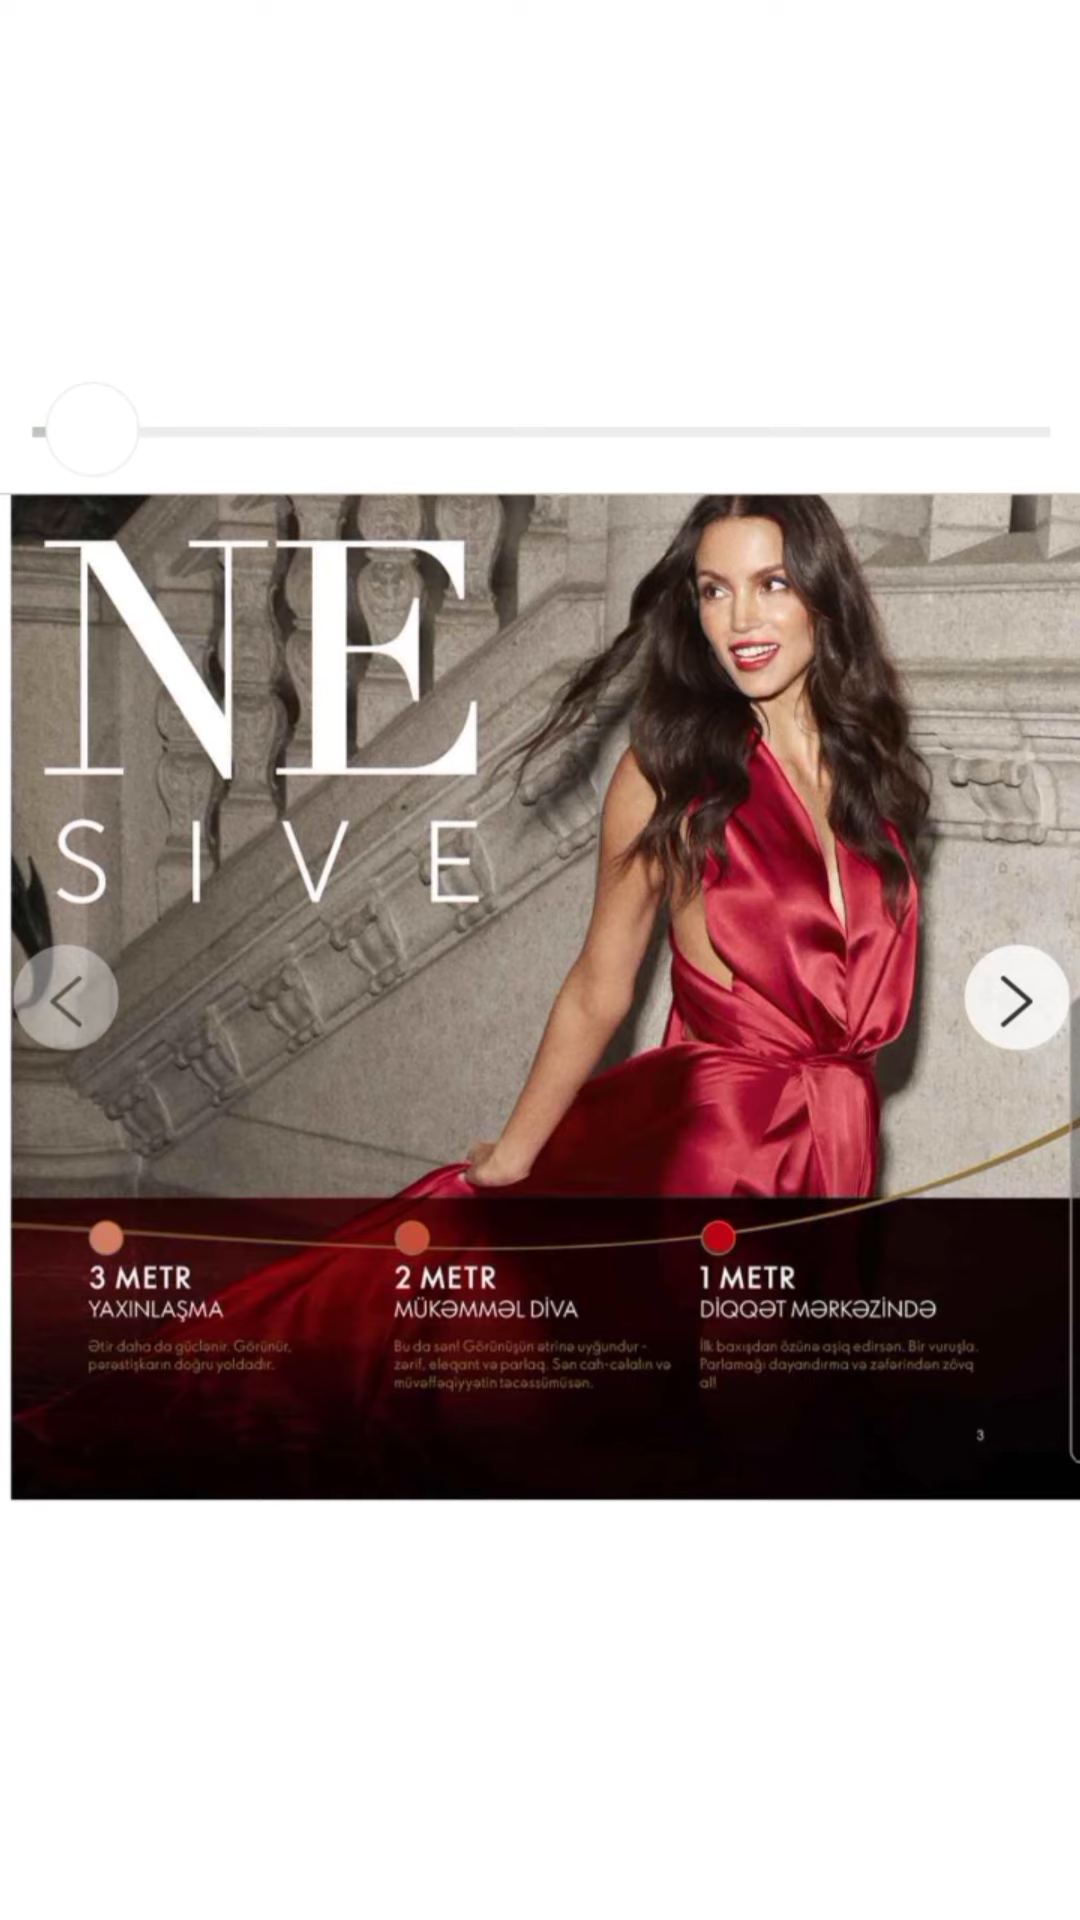 NE
SIVE
3 METR
YAXINLAŞMA
Ətir daha da güclənir. Görünür,
pərəstişkarın doğru yoldadır.
2 METR
MÜKƏMMƏL DİVA
Bu da sən! Görünüşün ətrinə uyğundur -
zərif, eleqant və parlaq. Sən cah-cəlalın və
müvəffəqiyyətin təcəssümüsən.
1 METR
DİQQƏT MƏRKƏZİNDƏ
İlk baxışdan özünə aşiq edirsən. Bir vuruşla.
Parlamağı dayandırma və zəfərindən zövq
al!
3